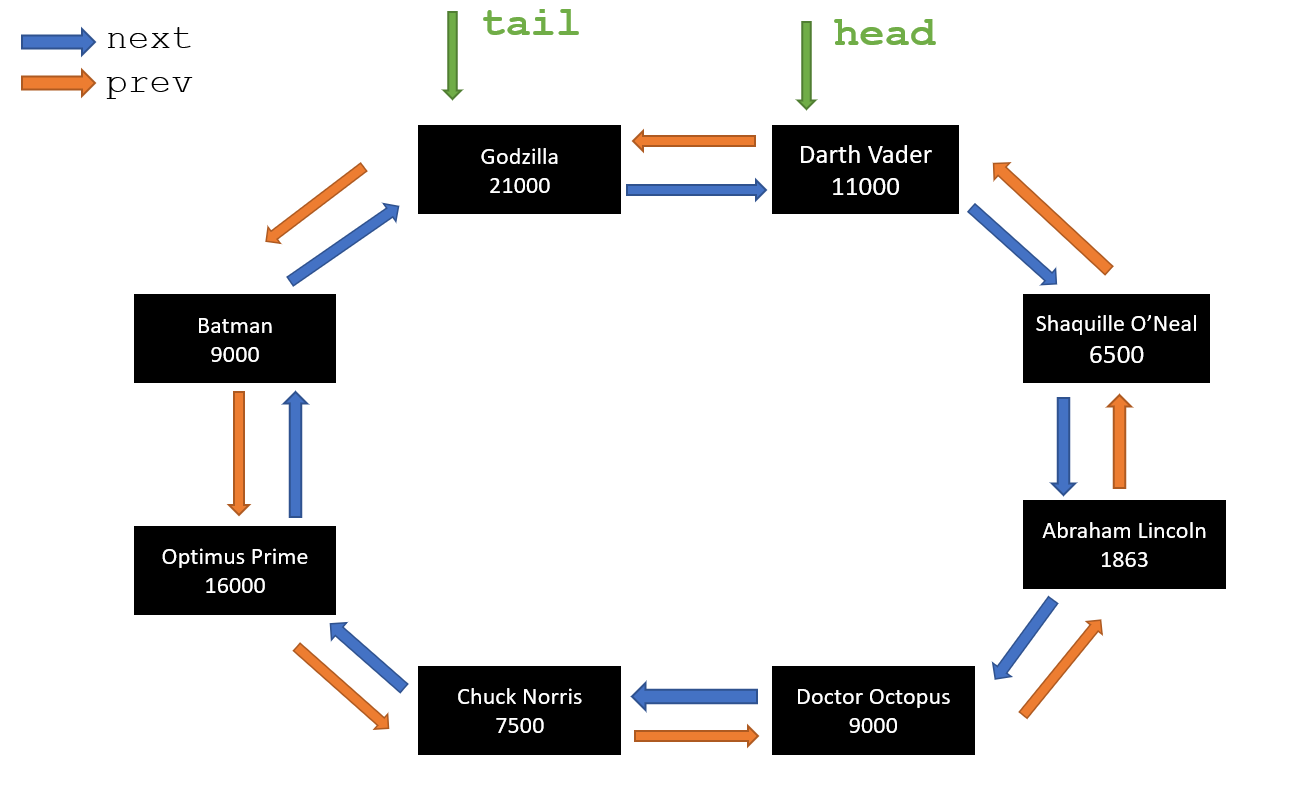 next
prev
tail
head
Godzilla
21000
Darth Vader
11000
Batman
9000
Shaquille O’Neal
6500
Optimus Prime
16000
Abraham Lincoln
1863
Chuck Norris
7500
Doctor Octopus
9000